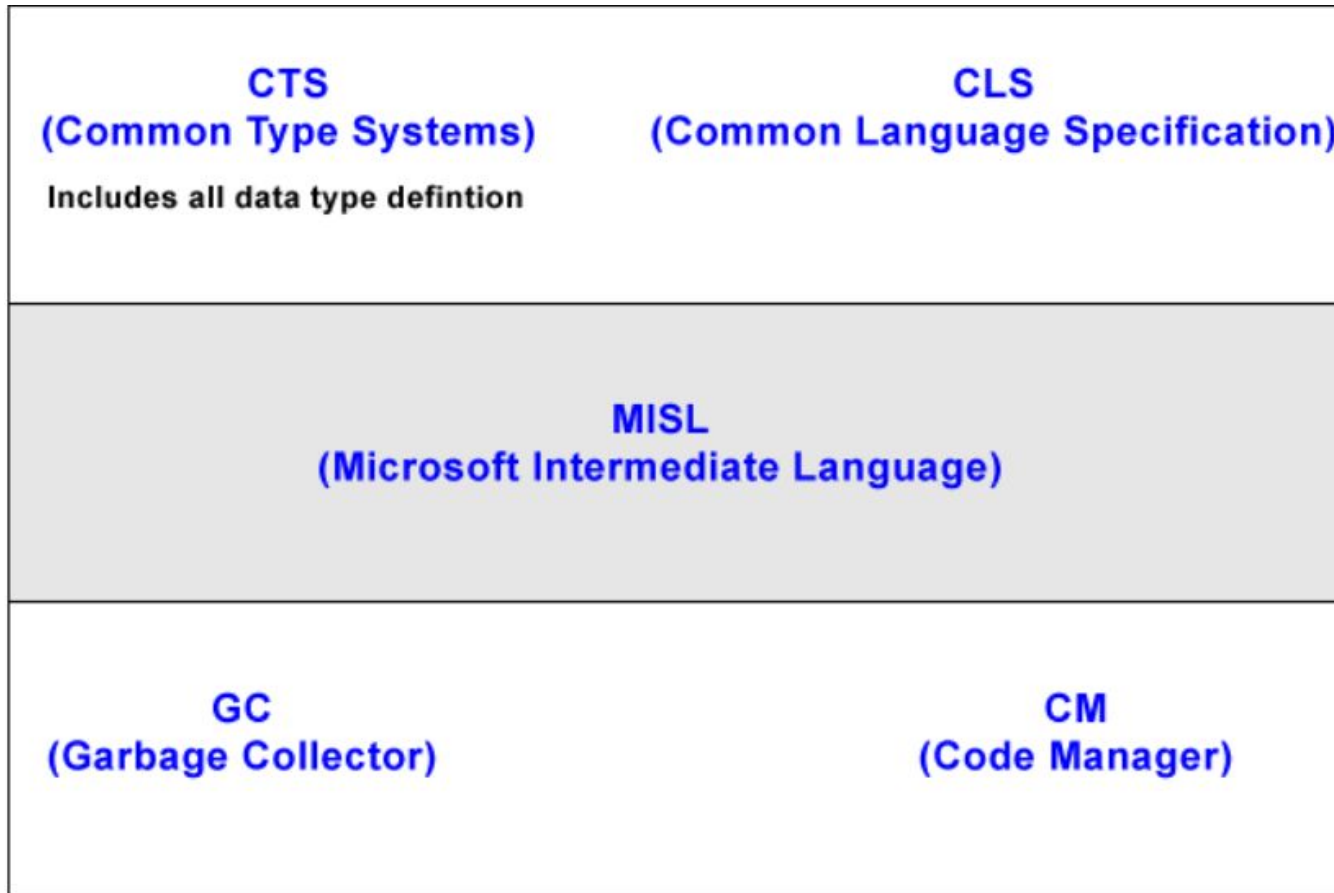 CTS
(Common Type Systems)
Includes all data type defintion
CLS
(Common Language Specification)
MISL
(Microsoft Intermediate Language)
GC
(Garbage Collector)
CM
(Code Manager)